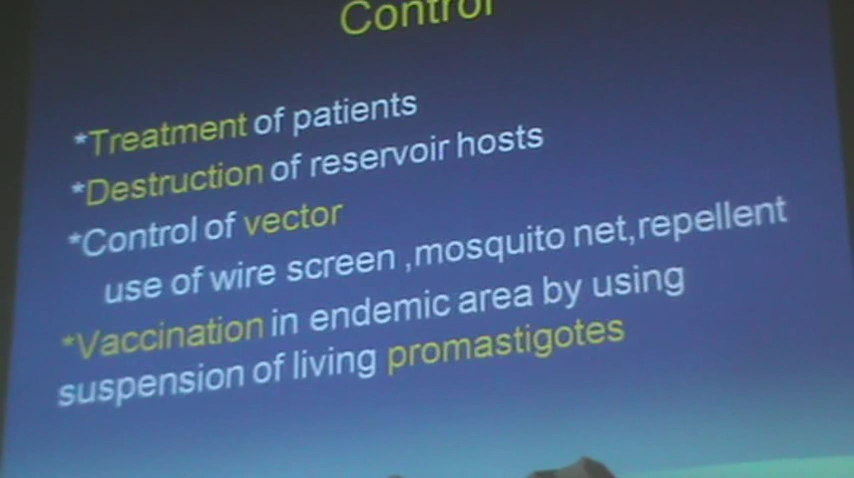 Control
*Treatment of patients
*Destruction of reservoir hosts
*Control of vector
use of wire screen ,mosquito net,repellent
*Vaccination in endemic area by using
suspension of living promastigotes